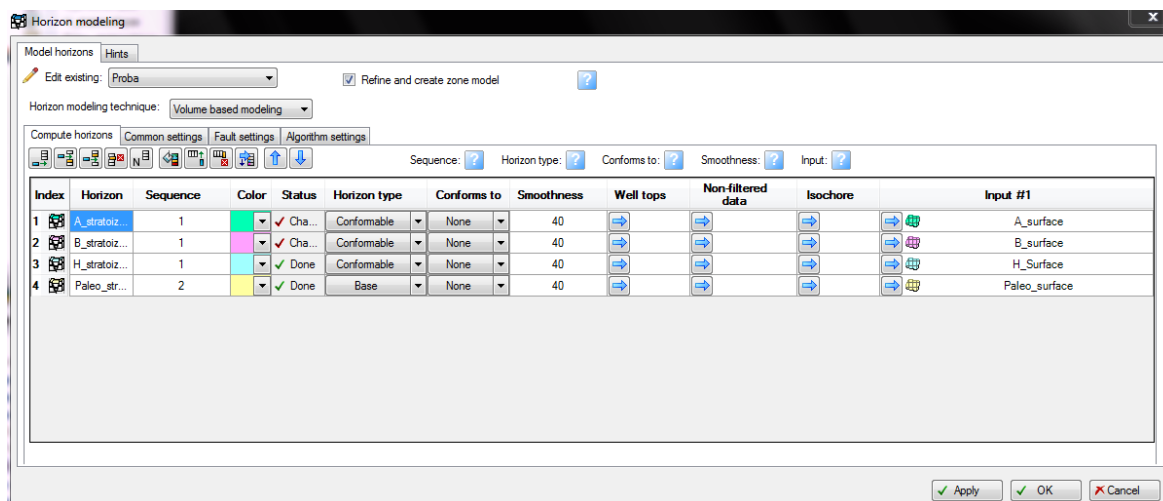 Horizon modeling
Model horizons Hints
Edit existing: Proba Refine and create zone model ?
Horizon modeling technique: Volume based modeling
Compute horizons Common settings Fault settings Algorithm settings
N Sequence: ? Horizon type: ? Conforms to: ? Smoothness: ? Input: ?
Index Horizon Sequence Color Status Horizon type Conforms to Smoothness Well tops Non-filtered data Isochore Input #1
1 A_stratoiz... 1 Cha... Conformable None 40 A_surface
2 B_stratoiz... 1 Cha... Conformable None 40 B_surface
3 H_stratoiz... 1 Done Conformable None 40 H_Surface
4 Paleo_str... 2 Done Base None 40 Paleo_surface
Apply OK Cancel